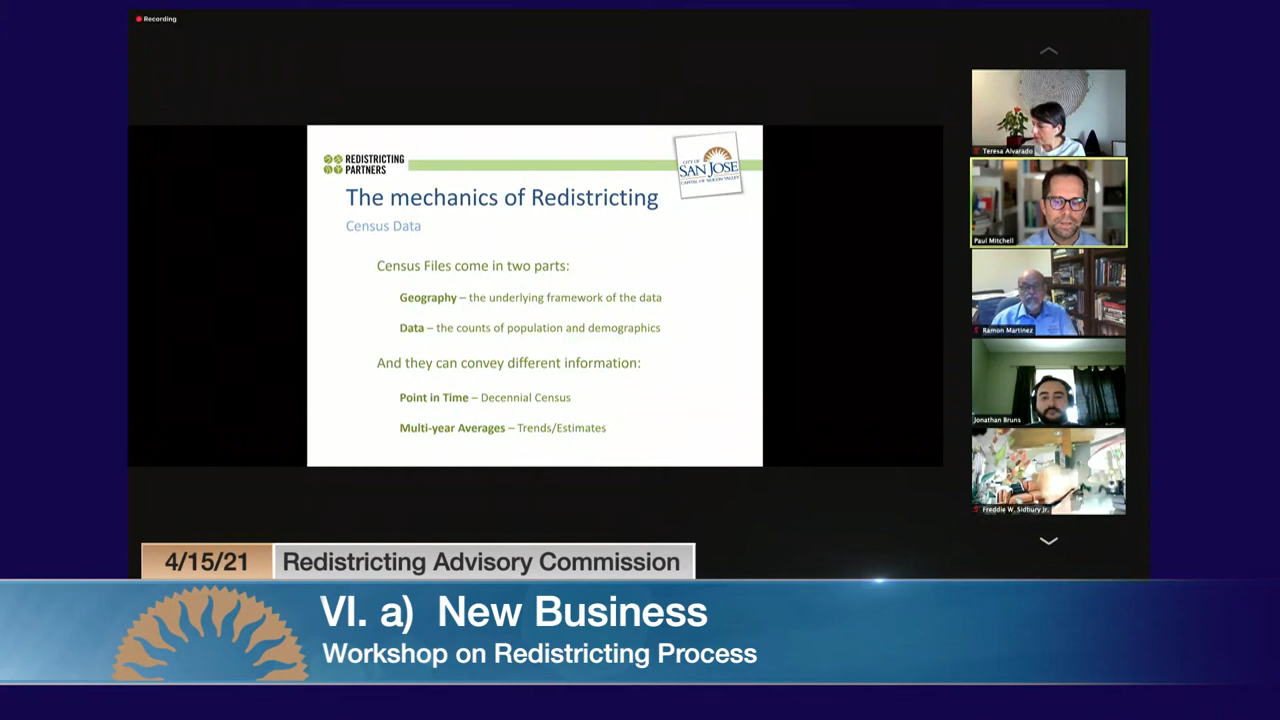 Recording
REDISTRICTING
PARTNERS
CITY OF
SAN JOSE
CAPITAL OF SILICON VALLEY
The mechanics of Redistricting
Census Data
Census Files come in two parts:
Geography – the underlying framework of the data
Data – the counts of population and demographics
And they can convey different information:
Point in Time – Decennial Census
Multi-year Averages – Trends/Estimates
Teresa Alvarado
Paul Mitchell
Ramon Martinez
Jonathan Bruns
Freddie W. Sidbury Jr.
4/15/21 Redistricting Advisory Commission
VI. a) New Business
Workshop on Redistricting Process